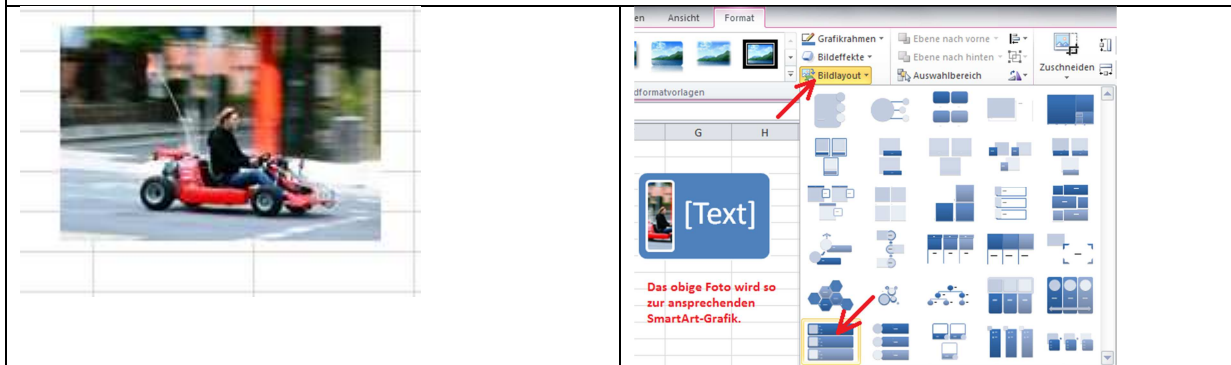 Ansicht Format
Grafikrahmen Ebene nach vorne
Bildeffekte Ebene nach hinten
Bildlayout Auswahlbereich Zuschneiden
dformatvorlagen
G H
[Text]
Das obige Foto wird so
zur ansprechenden
SmartArt-Grafik.